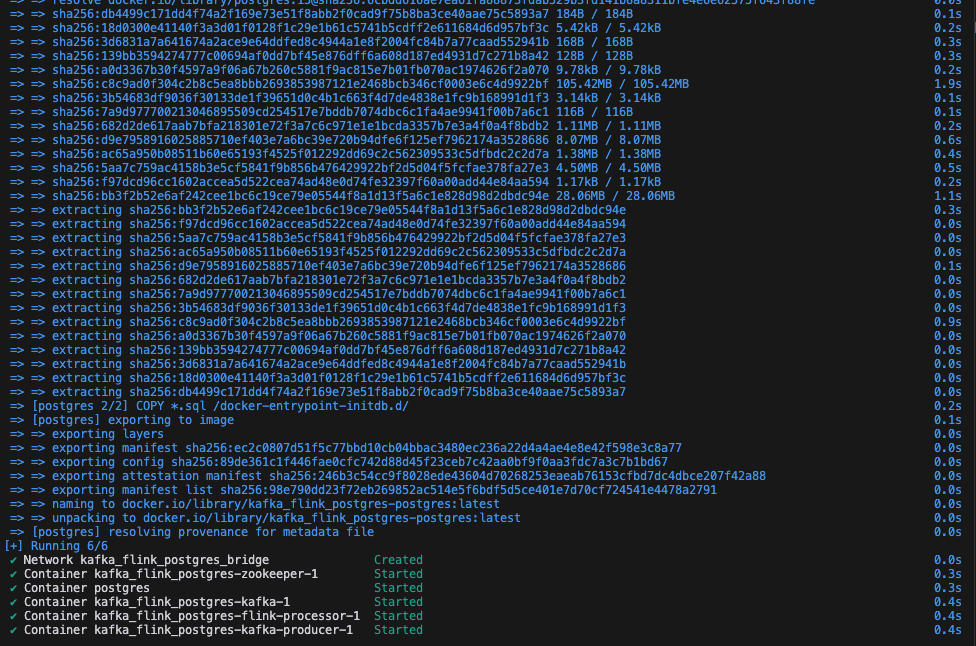 => => resolve docker.io/library/postgres:15@sha256:
=> => sha256:db4499c171dd4f74a2f169e73e51f8abb2f0cad9f75b8ba3ce40aae75c5893a7 184B / 184B 0.1s
=> => sha256:18d0300e41140f3a3d01f0128f1c29e1b61c5741b5cdff2e611684d6d957bf3c 5.42kB / 5.42kB 0.2s
=> => sha256:3d6831a7a641674a2ace9e64ddfed8c4944a1e8f2004fc84b7a77caad552941b 168B / 168B 0.3s
=> => sha256:139bb3594274777c00694af0dd7bf45e876dff6a608d187ed4931d7c271b8a42 128B / 128B 0.3s
=> => sha256:a0d3367b30f4597a9f06a67b260c5881f9ac815e7b01fb070ac1974626f2a070 9.78kB / 9.78kB 0.2s
=> => sha256:c8c9ad0f304c2b8c5ea8bbb2693853987121e2468bcb346cf0003e6c4d9922bf 105.42MB / 105.42MB 1.9s
=> => sha256:3b54683df9036f30133de1f39651d0c4b1c663f4d7de4838e1fc9b168991d1f3 3.14kB / 3.14kB 0.1s
=> => sha256:7a9d977700213046895509cd254517e7bddb7074dbc6c1fa4ae9941f00b7a6c1 116B / 116B 0.1s
=> => sha256:682d2de617aab7bfa218301e72f3a7c6c971e1e1bcda3357b7e3a4f0a4f8bdb2 1.11MB / 1.11MB 0.2s
=> => sha256:d9e7958916025885710ef403e7a6bc39e720b94dfe6f125ef7962174a3528686 8.07MB / 8.07MB 0.6s
=> => sha256:ac65a950b08511b60e65193f4525f012292dd69c2c562309533c5dfbdc2c2d7a 1.38MB / 1.38MB 0.4s
=> => sha256:5aa7c759ac4158b3e5cf5841f9b856b476429922bf2d5d04f5fcfae378fa27e3 4.50MB / 4.50MB 0.5s
=> => sha256:f97dcd96cc1602accea5d522cea74ad48e0d74fe32397f60a00add44e84aa594 1.17kB / 1.17kB 0.2s
=> => sha256:bb3f2b52e6af242cee1bc6c19ce79e05544f8a1d13f5a6c1e828d98d2dbdc94e 28.06MB / 28.06MB 1.1s
=> => extracting sha256:bb3f2b52e6af242cee1bc6c19ce79e05544f8a1d13f5a6c1e828d98d2dbdc94e 0.3s
=> => extracting sha256:f97dcd96cc1602accea5d522cea74ad48e0d74fe32397f60a00add44e84aa594 0.0s
=> => extracting sha256:5aa7c759ac4158b3e5cf5841f9b856b476429922bf2d5d04f5fcfae378fa27e3 0.0s
=> => extracting sha256:ac65a950b08511b60e65193f4525f012292dd69c2c562309533c5dfbdc2c2d7a 0.0s
=> => extracting sha256:d9e7958916025885710ef403e7a6bc39e720b94dfe6f125ef7962174a3528686 0.1s
=> => extracting sha256:682d2de617aab7bfa218301e72f3a7c6c971e1e1bcda3357b7e3a4f0a4f8bdb2 0.0s
=> => extracting sha256:7a9d977700213046895509cd254517e7bddb7074dbc6c1fa4ae9941f00b7a6c1 0.0s
=> => extracting sha256:3b54683df9036f30133de1f39651d0c4b1c663f4d7de4838e1fc9b168991d1f3 0.0s
=> => extracting sha256:c8c9ad0f304c2b8c5ea8bbb2693853987121e2468bcb346cf0003e6c4d9922bf 0.9s
=> => extracting sha256:a0d3367b30f4597a9f06a67b260c5881f9ac815e7b01fb070ac1974626f2a070 0.0s
=> => extracting sha256:139bb3594274777c00694af0dd7bf45e876dff6a608d187ed4931d7c271b8a42 0.0s
=> => extracting sha256:3d6831a7a641674a2ace9e64ddfed8c4944a1e8f2004fc84b7a77caad552941b 0.0s
=> => extracting sha256:18d0300e41140f3a3d01f0128f1c29e1b61c5741b5cdff2e611684d6d957bf3c 0.0s
=> => extracting sha256:db4499c171dd4f74a2f169e73e51f8abb2f0cad9f75b8ba3ce40aae75c5893a7 0.0s
=> [postgres 2/2] COPY *.sql /docker-entrypoint-initdb.d/ 0.2s
=> [postgres] exporting to image 0.1s
=> => exporting layers 0.0s
=> => exporting manifest sha256:ec2c0807d51f5c77bbd10cb04bbac3480ec236a22d4a4ae4e8e42f598e3c8a77 0.0s
=> => exporting config sha256:89de361c1f446fae0cfc742d88d45f23ceb7c42aa0bf9f0aa3fdc7a3c7b1bd67 0.0s
=> => exporting attestation manifest sha256:246b3c54cc9f8028ede43604d70268253eaeab76153cfbd7dc4dbce207f42a88 0.0s
=> => exporting manifest list sha256:98e790dd23f72eb269852ac514e5f6bdf5d5ce401e7d70cf724541e4478a2791 0.0s
=> => naming to docker.io/library/kafka_flink_postgres-postgres:latest 0.0s
=> => unpacking to docker.io/library/kafka_flink_postgres-postgres:latest 0.0s
=> [postgres] resolving provenance for metadata file 0.0s
[+] Running 6/6
✔ Network kafka_flink_postgres_bridge Created 0.0s
✔ Container kafka_flink_postgres-zookeeper-1 Started 0.3s
✔ Container postgres Started 0.3s
✔ Container kafka_flink_postgres-kafka-1 Started 0.4s
✔ Container kafka_flink_postgres-flink-processor-1 Started 0.4s
✔ Container kafka_flink_postgres-kafka-producer-1 Started 0.4s